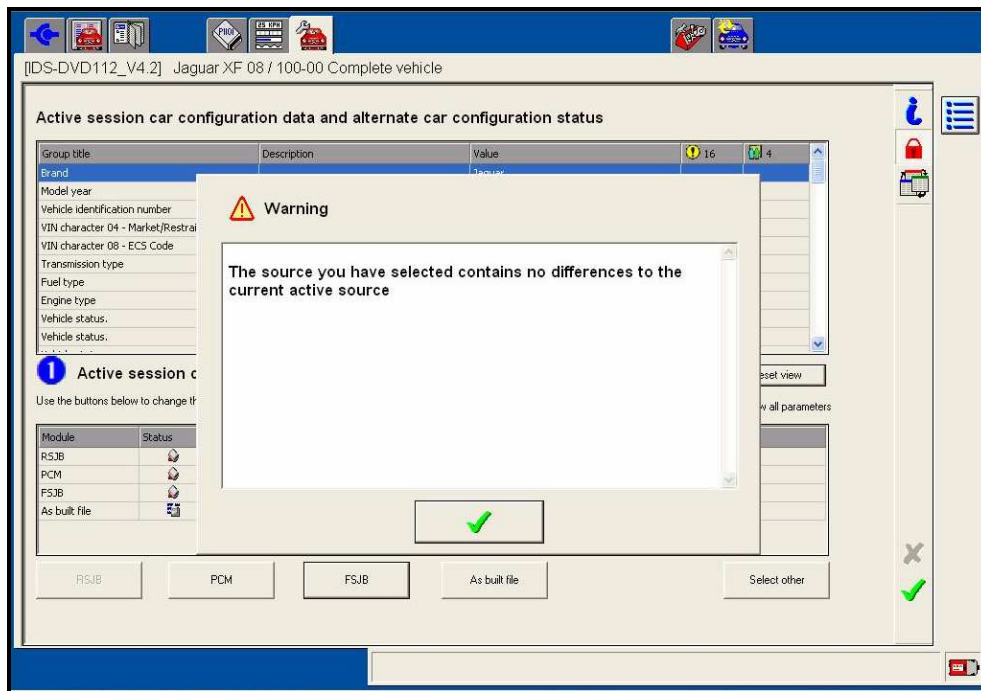 PHOI
25 KPH
[IDS-DVD112_V4.2] Jaguar XF 08 / 100-00 Complete vehicle
Active session car configuration data and alternate car configuration status
Group title Description Value 16 4
Brand Jaguar
Model year
Vehicle identification number
VIN character 04 - Market/Restrai
VIN character 08 - ECS Code
Transmission type
Fuel type
Engine type
Vehicle status.
Vehicle status.
Warning
The source you have selected contains no differences to the
current active source
1 Active session c
eset view
Use the buttons below to change th
w all parameters
Module Status
RSJB
PCM
FSJB
As built file
RSJB PCM FSJB As built file Select other